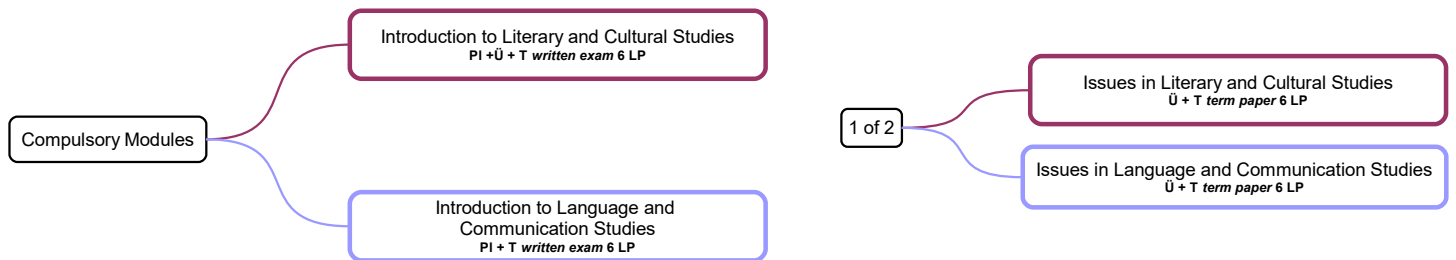 Compulsory Modules
Introduction to Literary and Cultural Studies
PI +Ü + T written exam 6 LP
Introduction to Language and
Communication Studies
PI + T written exam 6 LP
1 of 2
Issues in Literary and Cultural Studies
Ü + T term paper 6 LP
Issues in Language and Communication Studies
Ü + T term paper 6 LP